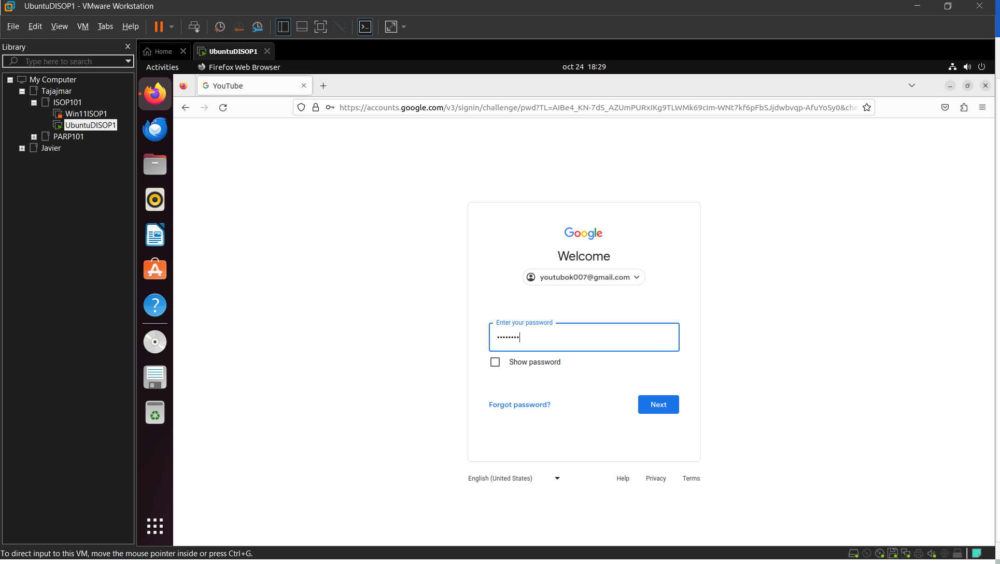 UbuntuDISOP1 - VMware Workstation
File Edit View VM Tabs Help
Library
Type here to search
Home
UbuntuDISOP1
Activities
Firefox Web Browser
oct 24 18:29
My Computer
Tajajmar
ISOP101
Win11ISOP1
UbuntuDISOP1
PARP101
Javier
YouTube
https://accounts.google.com/v3/signin/challenge/pwd?TL=AIBe4_KN-7dS_AZUmPURxIKg9TLWMk69cIm-WNt7kf6pFbSJjdwbvqp-AfuYoSy0&che
Google
Welcome
youtubok007@gmail.com
Enter your password
••••••••
Show password
Forgot password?
Next
English (United States)
Help Privacy Terms
To direct input to this VM, move the mouse pointer inside or press Ctrl+G.